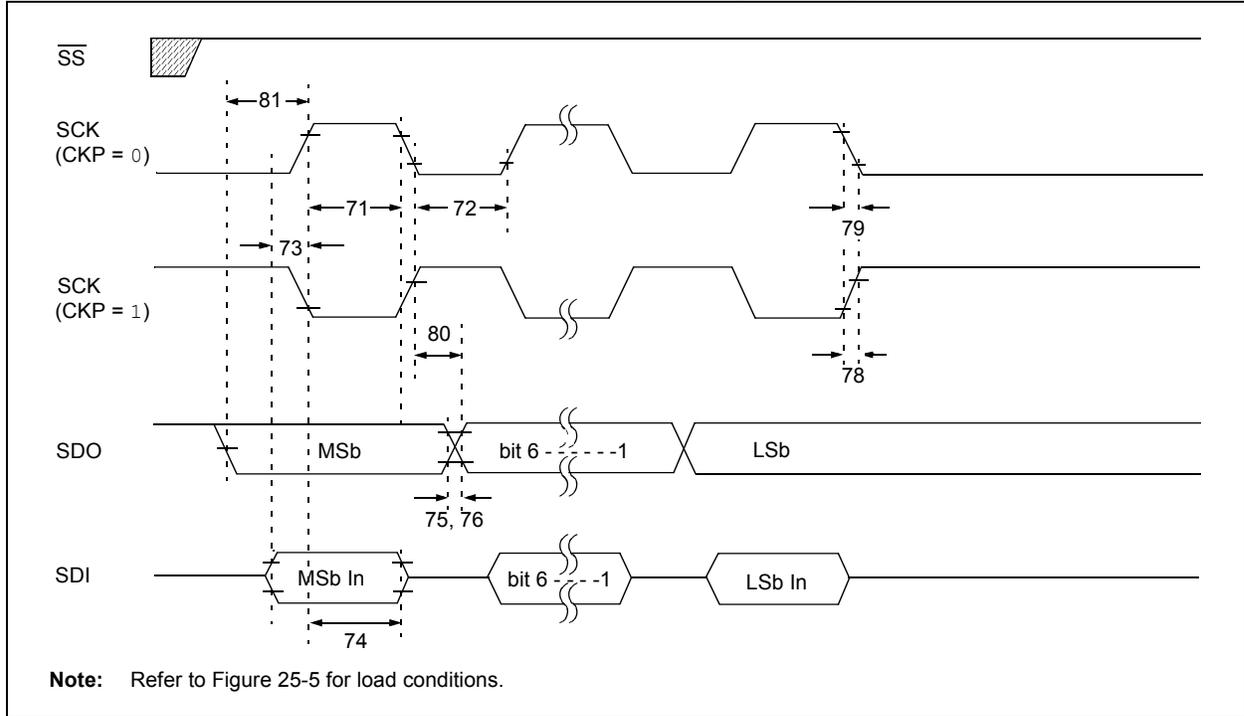 SS
81
SCK
(CKP = 0)
71
72
79
73
SCK
(CKP = 1)
80
78
SDO
MSb
bit 6 - - - - - -1
LSb
75, 76
SDI
MSb In
bit 6 - - - -1
LSb In
74
Note: Refer to Figure 25-5 for load conditions.